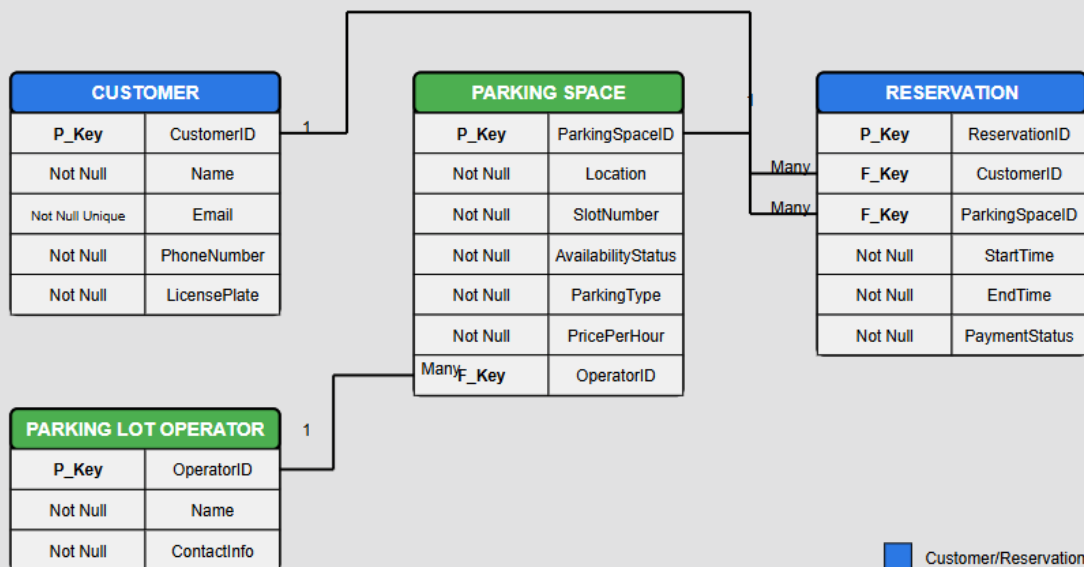 CUSTOMER
P_Key CustomerID
Not Null Name
Not Null Unique Email
Not Null PhoneNumber
Not Null LicensePlate
1
PARKING SPACE
P_Key ParkingSpaceID
Not Null Location
Not Null SlotNumber
Not Null AvailabilityStatus
Not Null ParkingType
Not Null PricePerHour
Many F_Key OperatorID
1
RESERVATION
P_Key ReservationID
Many F_Key CustomerID
Many F_Key ParkingSpaceID
Not Null StartTime
Not Null EndTime
Not Null PaymentStatus
PARKING LOT OPERATOR
1
P_Key OperatorID
Not Null Name
Not Null ContactInfo
Customer/Reservation